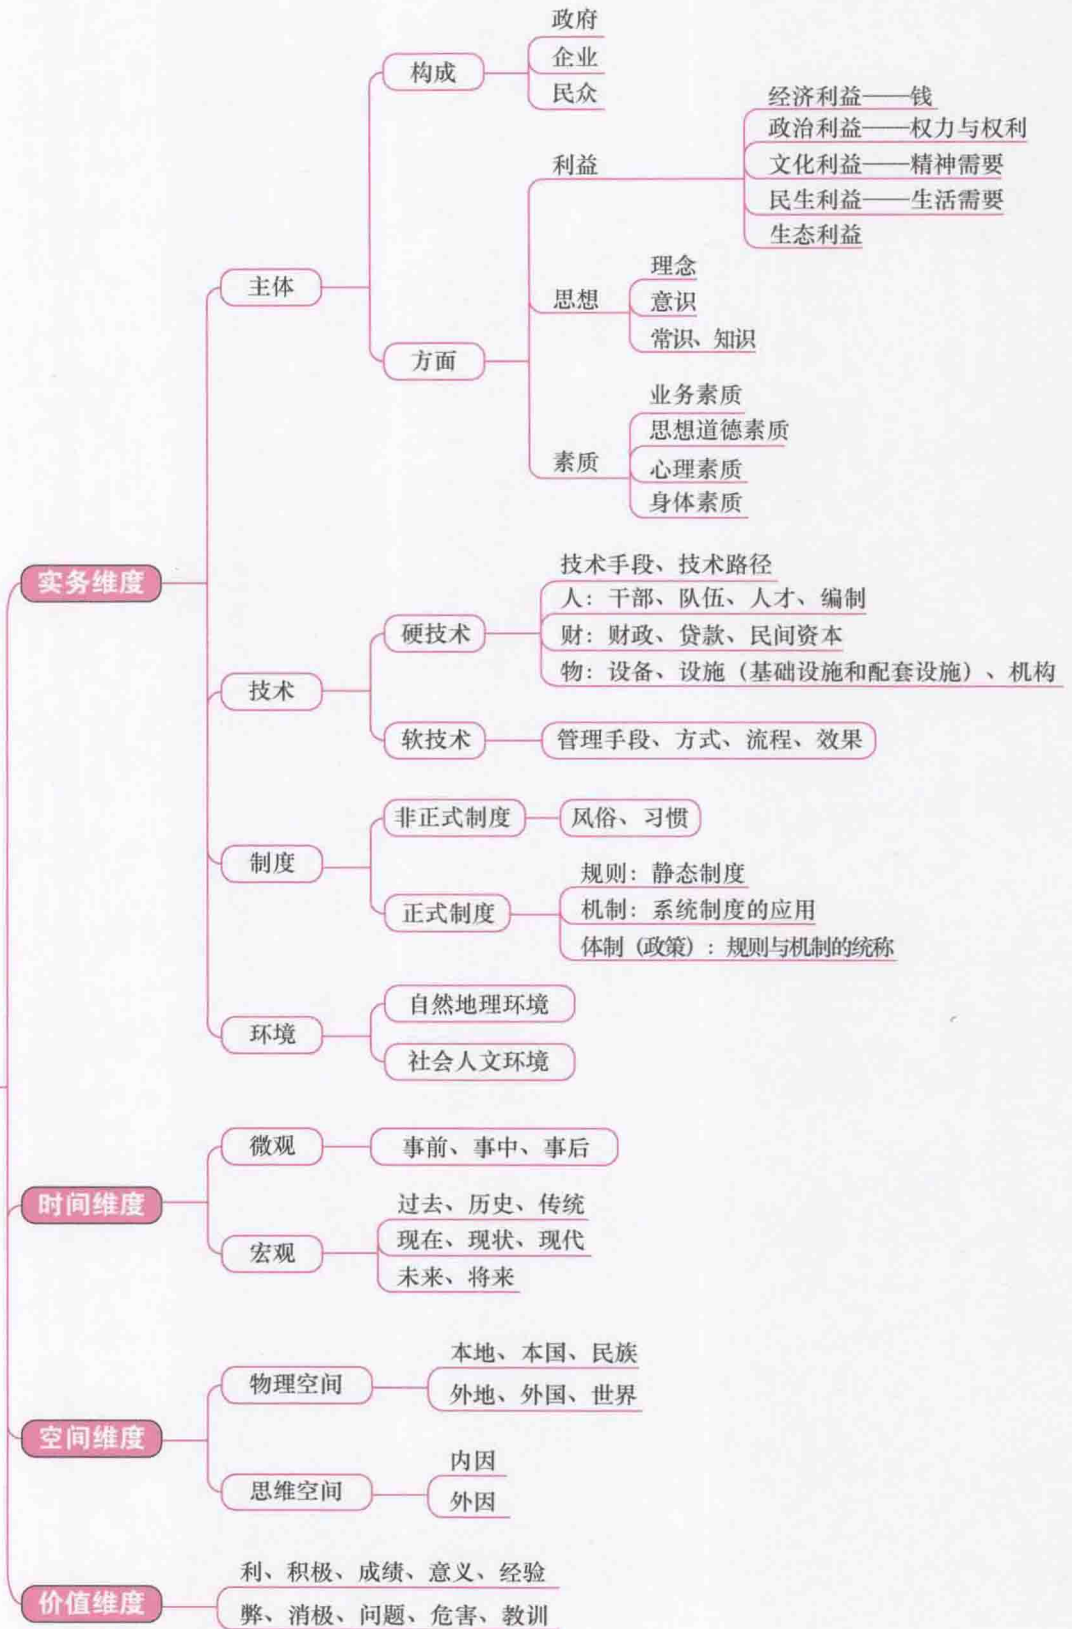 政府
构成
企业
民众
经济利益——钱
政治利益——权力与权利
利益
文化利益——精神需要
民生利益——生活需要
生态利益
主体
理念
思想
意识
常识、知识
方面
业务素质
思想道德素质
素质
心理素质
身体素质
实务维度
技术手段、技术路径
人：干部、队伍、人才、编制
硬技术
财：财政、贷款、民间资本
物：设备、设施（基础设施和配套设施）、机构
技术
软技术
管理手段、方式、流程、效果
非正式制度
风俗、习惯
制度
规则：静态制度
正式制度
机制：系统制度的应用
体制（政策）：规则与机制的统称
自然地理环境
环境
社会人文环境
微观
事前、事中、事后
时间维度
过去、历史、传统
宏观
现在、现状、现代
未来、将来
本地、本国、民族
物理空间
外地、外国、世界
空间维度
内因
思维空间
外因
利、积极、成绩、意义、经验
价值维度
弊、消极、问题、危害、教训